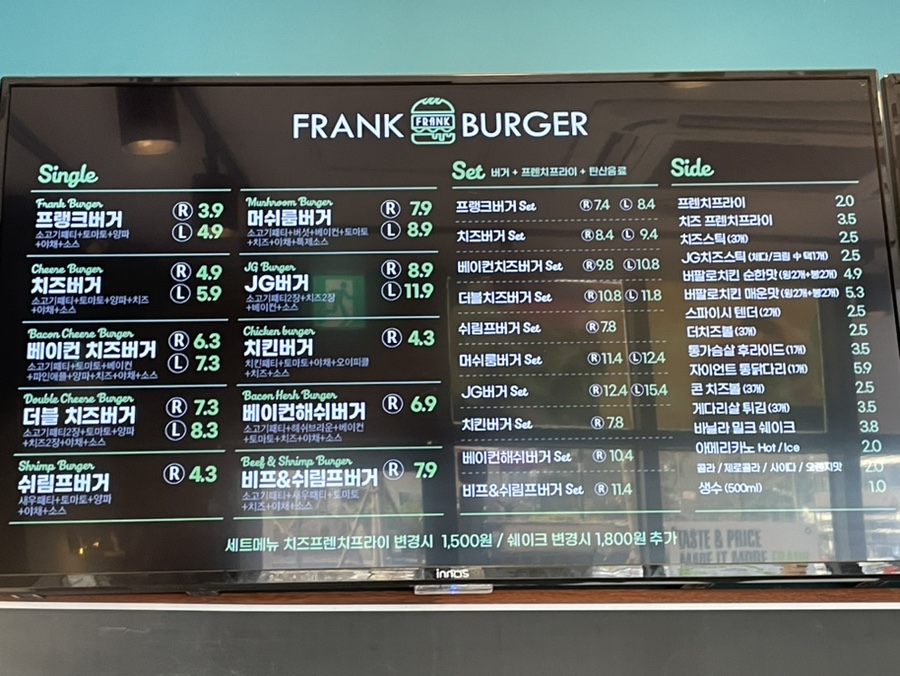 FRANK FRANK BURGER
Single
Frank Burger
프랭크버거 R 3.9
L 4.9
소고기패티+토마토+양파
+야채+소스
Cheese Burger
치즈버거 R 4.9
L 5.9
소고기패티+토마토+양파+치즈
+야채+소스
Bacon Cheese Burger
베이컨 치즈버거 R 6.3
L 7.3
소고기패티+토마토+베이컨
+파인애플+양파+치즈+야채+소스
Double Cheese Burger
더블 치즈버거 R 7.3
L 8.3
소고기패티2장+토마토+양파
+치즈2장+야채+소스
Shrimp Burger
쉬림프버거 R 4.3
새우패티+토마토+양파
+야채+소스
Mushroom Burger
머쉬룸버거 R 7.9
L 8.9
소고기패티+버섯+베이컨+토마토
+치즈+야채+특제소스
JG Burger
JG버거 R 8.9
L 11.9
소고기패티2장+치즈2장
+베이컨+소스
Chicken burger
치킨버거 R 4.3
치킨패티+토마토+야채+오이피클
+치즈+소스
Bacon Hesh Burger
베이컨해쉬버거 R 6.9
소고기패티+해쉬브라운+베이컨
+토마토+치즈+야채+소스
Beef & Shrimp Burger
비프&쉬림프버거 R 7.9
소고기패티+새우패티+토마토
+치즈+야채+소스
Set 버거 + 프렌치프라이 + 탄산음료
프랭크버거 Set R 7.4 L 8.4
치즈버거 Set R 8.4 L 9.4
베이컨치즈버거 Set R 9.8 L 10.8
더블치즈버거 Set R 10.8 L 11.8
쉬림프버거 Set R 7.8
머쉬룸버거 Set R 11.4 L 12.4
JG버거 Set R 12.4 L 15.4
치킨버거 Set R 7.8
베이컨해쉬버거 Set R 10.4
비프&쉬림프버거 Set R 11.4
Side
프렌치프라이 2.0
치즈 프렌치프라이 3.5
치즈스틱 (3개) 2.5
JG치즈스틱 (체다/크림 中 택1개) 2.5
버팔로치킨 순한맛 (윙2개+봉2개) 4.9
버팔로치킨 매운맛 (윙2개+봉2개) 5.3
스파이시 텐더 (2개) 2.5
더치즈볼 (3개) 2.5
통가슴살 후라이드 (1개) 3.5
자이언트 통닭다리 (1개) 5.9
콘 치즈볼 (3개) 2.5
게다리살 튀김 (3개) 3.5
바닐라 밀크 쉐이크 3.8
아메리카노 Hot / Ice 2.0
콜라 / 제로콜라 / 사이다 / 오렌지맛 2.0
생수 (500ml) 1.0
세트메뉴 치즈프렌치프라이 변경시 1,500원 / 쉐이크 변경시 1,800원 추가
TASTE & PRICE
MADE IT MORE FRANK
innos